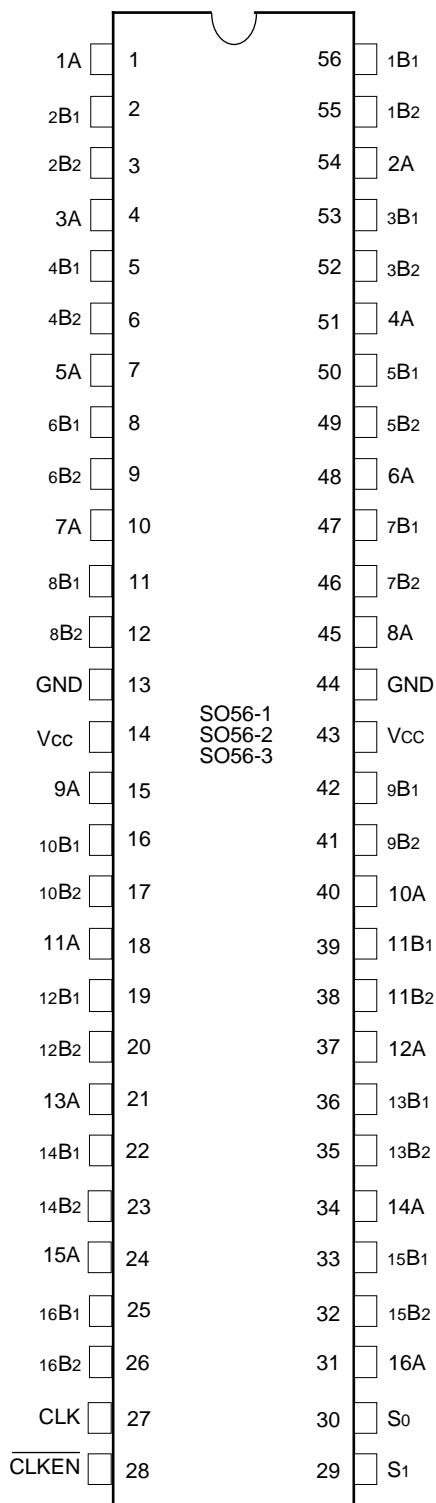 1A 1 56 1B1
2B1 2 55 1B2
2B2 3 54 2A
3A 4 53 3B1
4B1 5 52 3B2
4B2 6 51 4A
5A 7 50 5B1
6B1 8 49 5B2
6B2 9 48 6A
7A 10 47 7B1
8B1 11 46 7B2
8B2 12 45 8A
GND 13 44 GND
SO56-1
Vcc 14 SO56-2 43 VCC
SO56-3
9A 15 42 9B1
10B1 16 41 9B2
10B2 17 40 10A
11A 18 39 11B1
12B1 19 38 11B2
12B2 20 37 12A
13A 21 36 13B1
14B1 22 35 13B2
14B2 23 34 14A
15A 24 33 15B1
16B1 25 32 15B2
16B2 26 31 16A
CLK 27 30 S0
CLKEN 28 29 S1